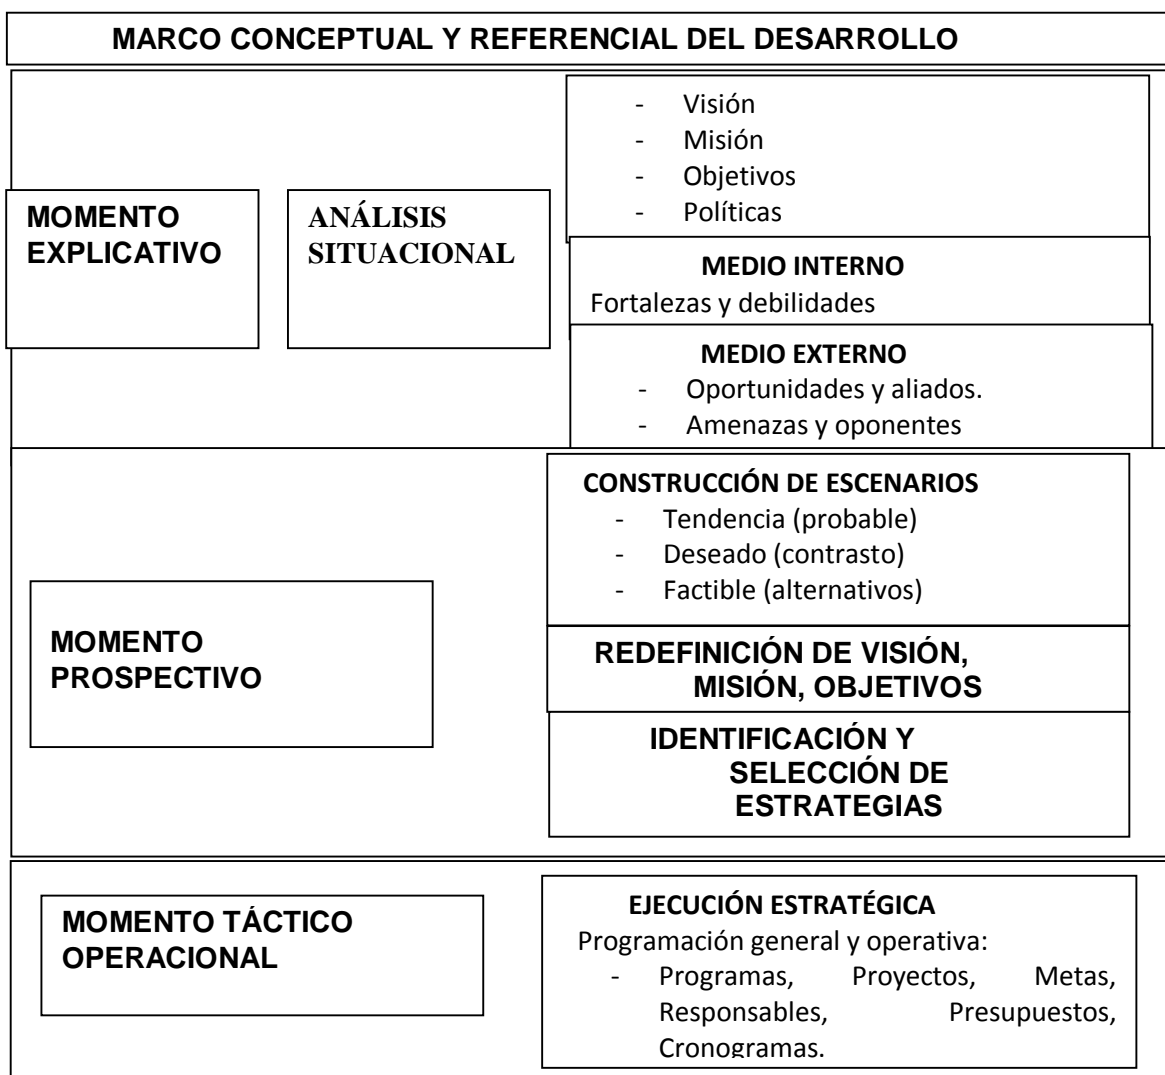 MARCO CONCEPTUAL Y REFERENCIAL DEL DESARROLLO
MOMENTO
EXPLICATIVO
ANÁLISIS
SITUACIONAL
- Visión
- Misión
- Objetivos
- Políticas
MEDIO INTERNO
Fortalezas y debilidades
MEDIO EXTERNO
- Oportunidades y aliados.
- Amenazas y oponentes
MOMENTO
PROSPECTIVO
CONSTRUCCIÓN DE ESCENARIOS
- Tendencia (probable)
- Deseado (contrasto)
- Factible (alternativos)
REDEFINICIÓN DE VISIÓN,
MISIÓN, OBJETIVOS
IDENTIFICACIÓN Y
SELECCIÓN DE
ESTRATEGIAS
MOMENTO TÁCTICO
OPERACIONAL
EJECUCIÓN ESTRATÉGICA
Programación general y operativa:
- Programas, Proyectos, Metas,
Responsables, Presupuestos,
Cronogramas.